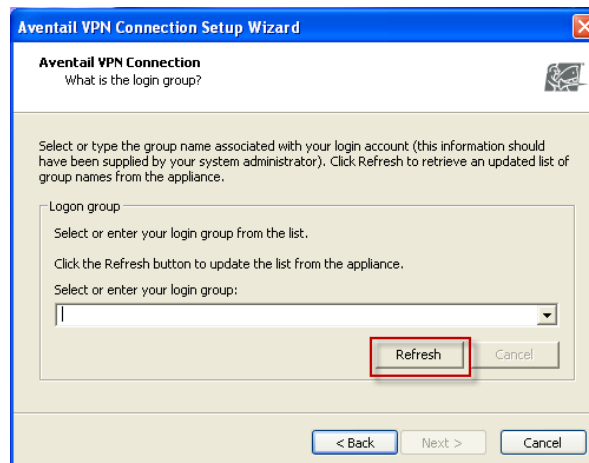 Aventail VPN Connection Setup Wizard
Aventail VPN Connection
What is the login group?
Select or type the group name associated with your login account (this information should
have been supplied by your system administrator). Click Refresh to retrieve an updated list of
group names from the appliance.
Logon group
Select or enter your login group from the list.
Click the Refresh button to update the list from the appliance.
Select or enter your login group:
Refresh
Cancel
< Back
Next >
Cancel